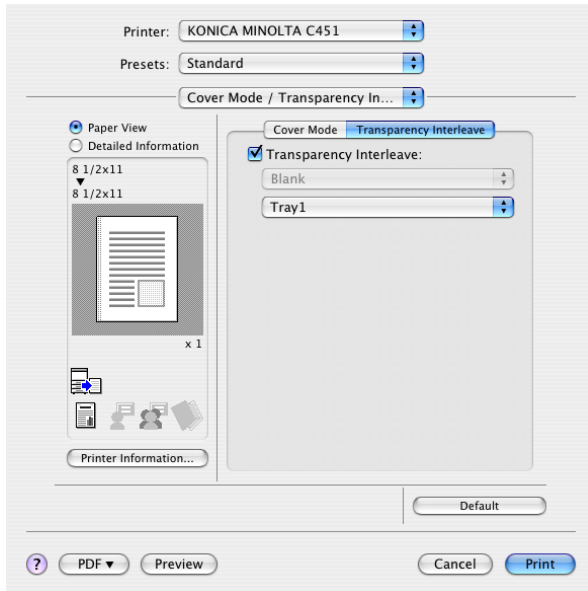 Printer: KONICA MINOLTA C451
Presets: Standard
Cover Mode / Transparency In...
Paper View
Detailed Information
8 1/2x11
8 1/2x11
x 1
Printer Information...
Cover Mode Transparency Interleave
Transparency Interleave:
Blank
Tray1
Default
? PDF ▼ Preview Cancel Print